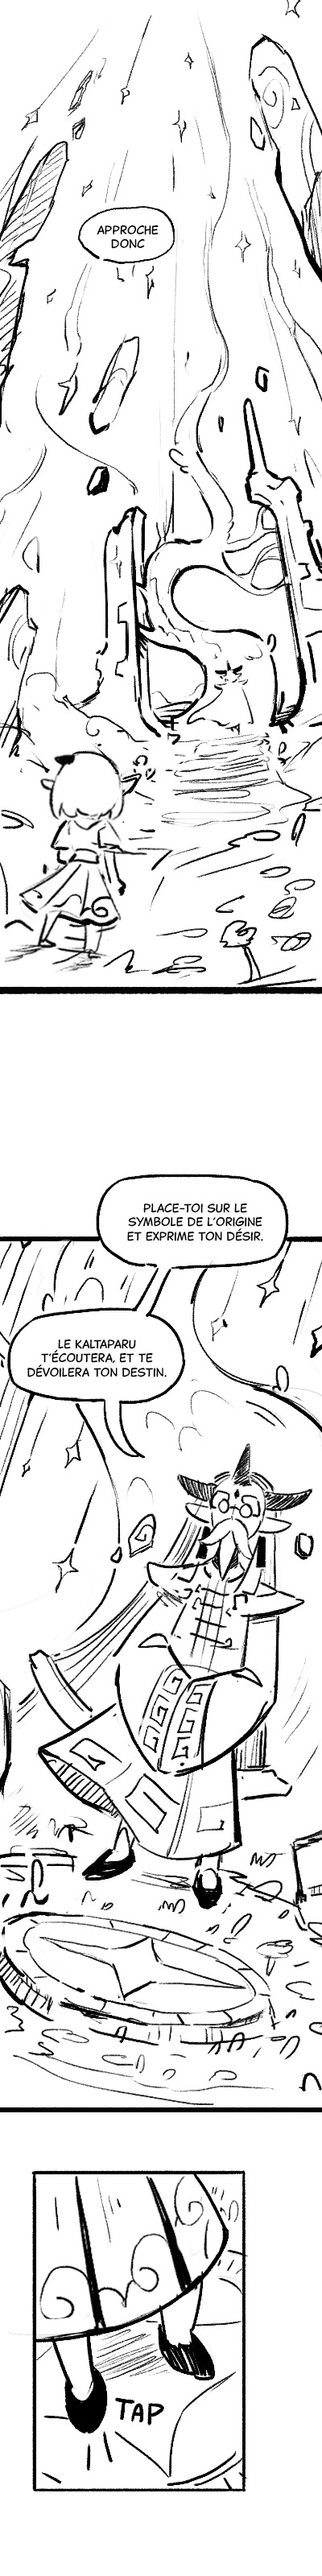 APPROCHE
DONC
PLACE-TOI SUR LE
SYMBOLE DE L'ORIGINE
ET EXPRIME TON DÉSIR.
LE KALTAPARU
T'ÉCOUTERA, ET TE
DÉVOILERA TON DESTIN.
TAP